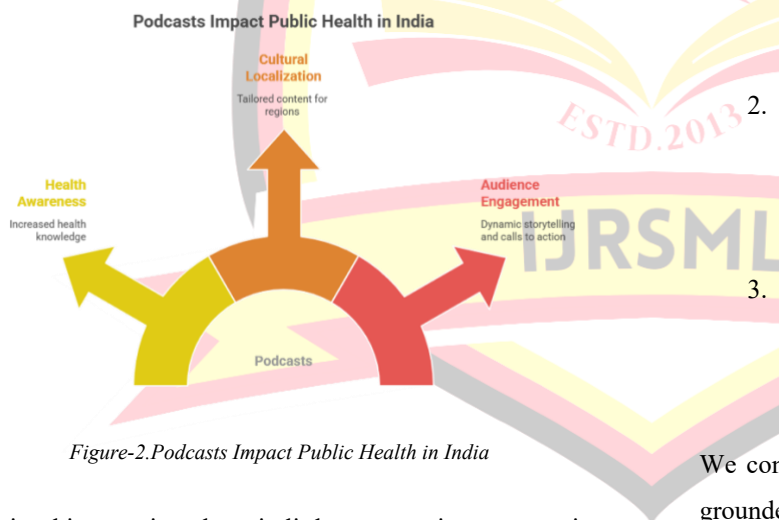 Podcasts Impact Public Health in India
Cultural
Localization
Tailored content for
regions
Health
Awareness
Increased health
knowledge
Audience
Engagement
Dynamic storytelling
and calls to action
Podcasts
Figure-2.Podcasts Impact Public Health in India
ESTD.2013
IJRSML
2.
3.
We con
grounde